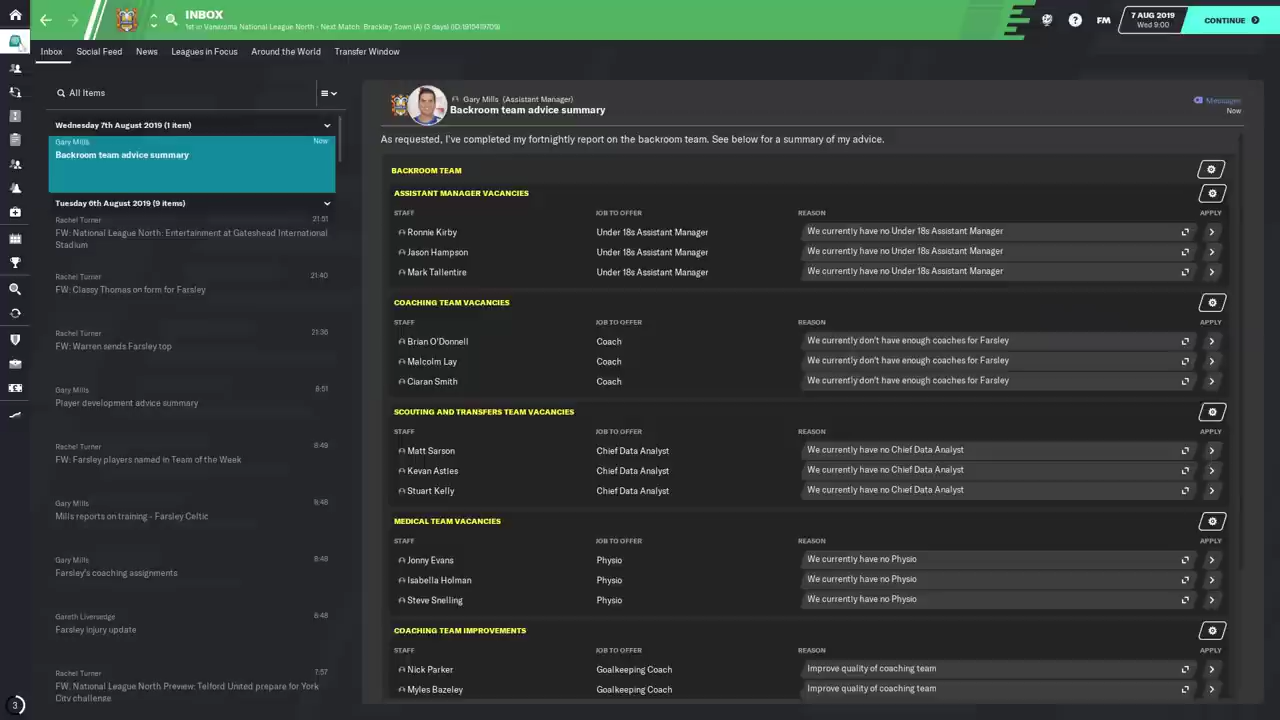 INBOX
1st in Vanarama National League North - Next Match: Brackley Town (A) (3 days)
FM
7 AUG 2019
Wed 9:00
CONTINUE
Inbox
Social Feed
News
Leagues in Focus
Around the World
Transfer Window
All Items
Wednesday 7th August 2019 (1 item)
Gary Mills
Now
Backroom team advice summary
Tuesday 6th August 2019 (9 items)
Rachel Turner
21:51
FW: National League North: Entertainment at Gateshead International
Stadium
Rachel Turner
21:40
FW: Classy Thomas on form for Farsley
Rachel Turner
21:36
FW: Warren sends Farsley top
Gary Mills
8:51
Player development advice summary
Rachel Turner
8:49
FW: Farsley players named in Team of the Week
Gary Mills
8:48
Mills reports on training - Farsley Celtic
Gary Mills
8:48
Farsley's coaching assignments
Gareth Liversedge
8:48
Farsley injury update
Rachel Turner
7:57
FW: National League North Preview: Telford United prepare for York
City challenge
3
Gary Mills (Assistant Manager)
Backroom team advice summary
Messages
Now
As requested, I've completed my fortnightly report on the backroom team. See below for a summary of my advice.
BACKROOM TEAM
ASSISTANT MANAGER VACANCIES
STAFF JOB TO OFFER REASON APPLY
Ronnie Kirby Under 18s Assistant Manager We currently have no Under 18s Assistant Manager
Jason Hampson Under 18s Assistant Manager We currently have no Under 18s Assistant Manager
Mark Tallentire Under 18s Assistant Manager We currently have no Under 18s Assistant Manager
COACHING TEAM VACANCIES
STAFF JOB TO OFFER REASON APPLY
Brian O'Donnell Coach We currently don't have enough coaches for Farsley
Malcolm Lay Coach We currently don't have enough coaches for Farsley
Ciaran Smith Coach We currently don't have enough coaches for Farsley
SCOUTING AND TRANSFERS TEAM VACANCIES
STAFF JOB TO OFFER REASON APPLY
Matt Sarson Chief Data Analyst We currently have no Chief Data Analyst
Kevan Astles Chief Data Analyst We currently have no Chief Data Analyst
Stuart Kelly Chief Data Analyst We currently have no Chief Data Analyst
MEDICAL TEAM VACANCIES
STAFF JOB TO OFFER REASON APPLY
Jonny Evans Physio We currently have no Physio
Isabella Holman Physio We currently have no Physio
Steve Snelling Physio We currently have no Physio
COACHING TEAM IMPROVEMENTS
STAFF JOB TO OFFER REASON APPLY
Nick Parker Goalkeeping Coach Improve quality of coaching team
Myles Bazeley Goalkeeping Coach Improve quality of coaching team